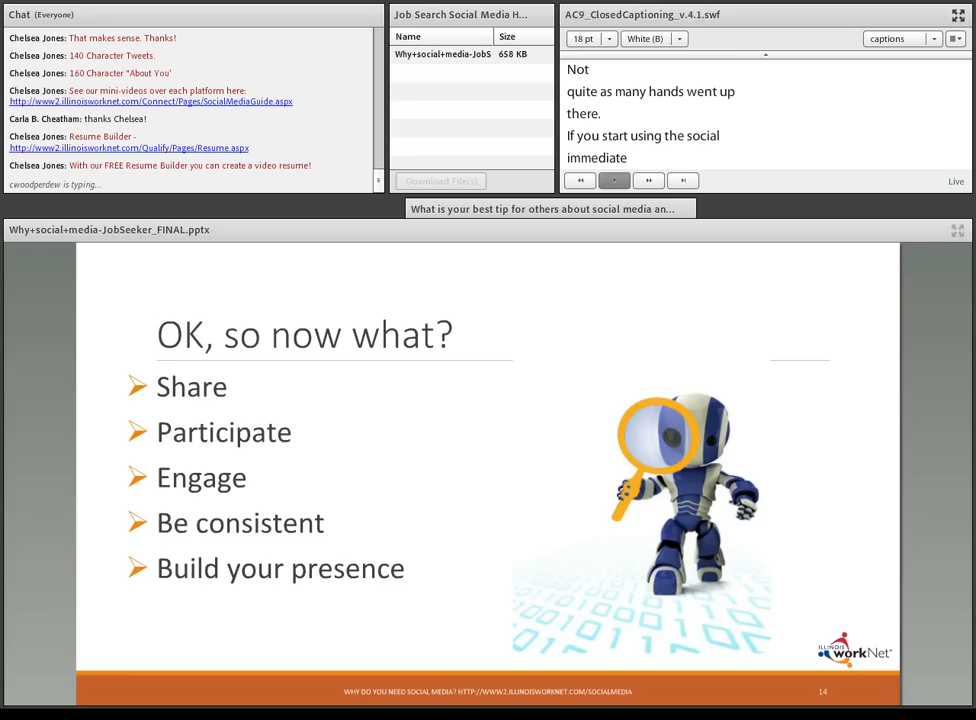 Chat (Everyone)
Chelsea Jones: That makes sense. Thanks!
Chelsea Jones: 140 Character Tweets.
Chelsea Jones: 160 Character "About You'
Chelsea Jones: See our mini-videos over each platform here:
http://www2.illinoisworknet.com/Connect/Pages/SocialMediaGuide.aspx
Carla B. Cheatham: thanks Chelsea!
Chelsea Jones: Resume Builder -
http://www2.illinoisworknet.com/Qualify/Pages/Resume.aspx
Chelsea Jones: With our FREE Resume Builder you can create a video resume!
cwoodperdew is typing...
Job Search Social Media H...
Name Size
Why+social+media-JobS 658 KB
Download File(s)
AC9_ClosedCaptioning_v.4.1.swf
18 pt White (B) captions
Not
quite as many hands went up
there.
If you start using the social
immediate
Live
What is your best tip for others about social media an...
Why+social+media-JobSeeker_FINAL.pptx
OK, so now what?
Share
Participate
Engage
Be consistent
Build your presence
ILLINOIS
workNet
WHY DO YOU NEED SOCIAL MEDIA? HTTP://WWW2.ILLINOISWORKNET.COM/SOCIALMEDIA 14